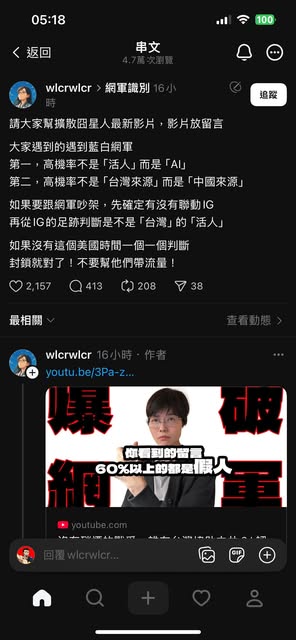 05:18
100
返回
串文
4.7萬 次瀏覽
wlcrwlcr > 網軍識別 16小時
追蹤
請大家幫擴散囧星人最新影片，影片放留言
大家遇到的遇到藍白網軍
第一，高機率不是「活人」而是「AI」
第二，高機率不是「台灣來源」而是「中國來源」
如果要跟網軍吵架，先確定有沒有聯動IG
再從IG的足跡判斷是不是「台灣」的「活人」
如果沒有這個美國時間一個一個判斷
封鎖就對了！不要幫他們帶流量！
2,157
413
208
38
最相關
查看動態 >
wlcrwlcr 16小時 · 作者
youtu.be/3Pa-z...
爆 破
網 軍
你看到的留言
60%以上的都是假人
youtube.com
回覆 wlcrwlcr...
GIF